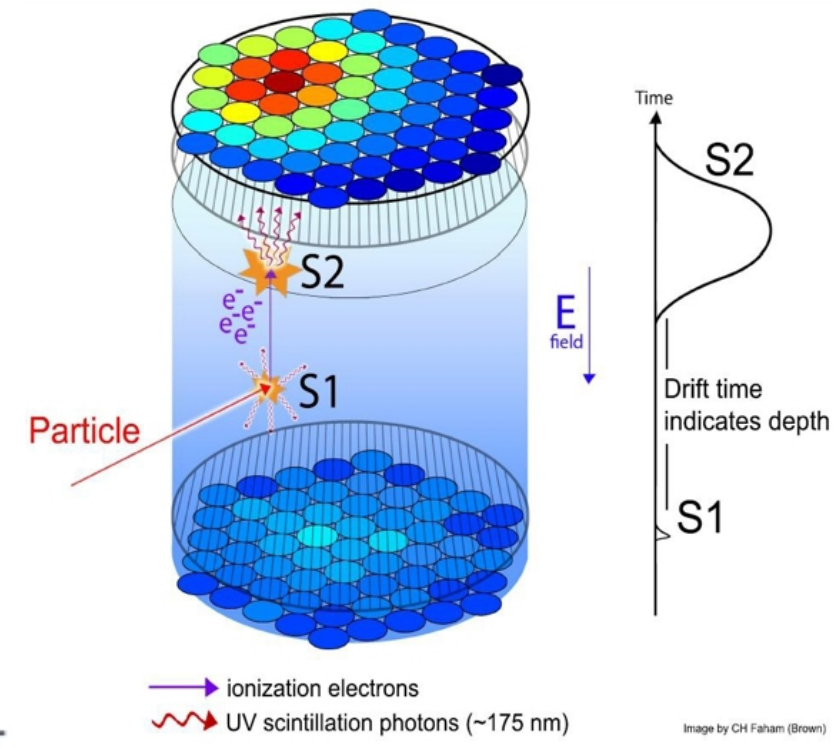 Time
S2
S2
e-
e-
e-
e-
E
field
S1
Drift time
indicates depth
Particle
S1
ionization electrons
UV scintillation photons (~175 nm)
Image by CH Faham (Brown)